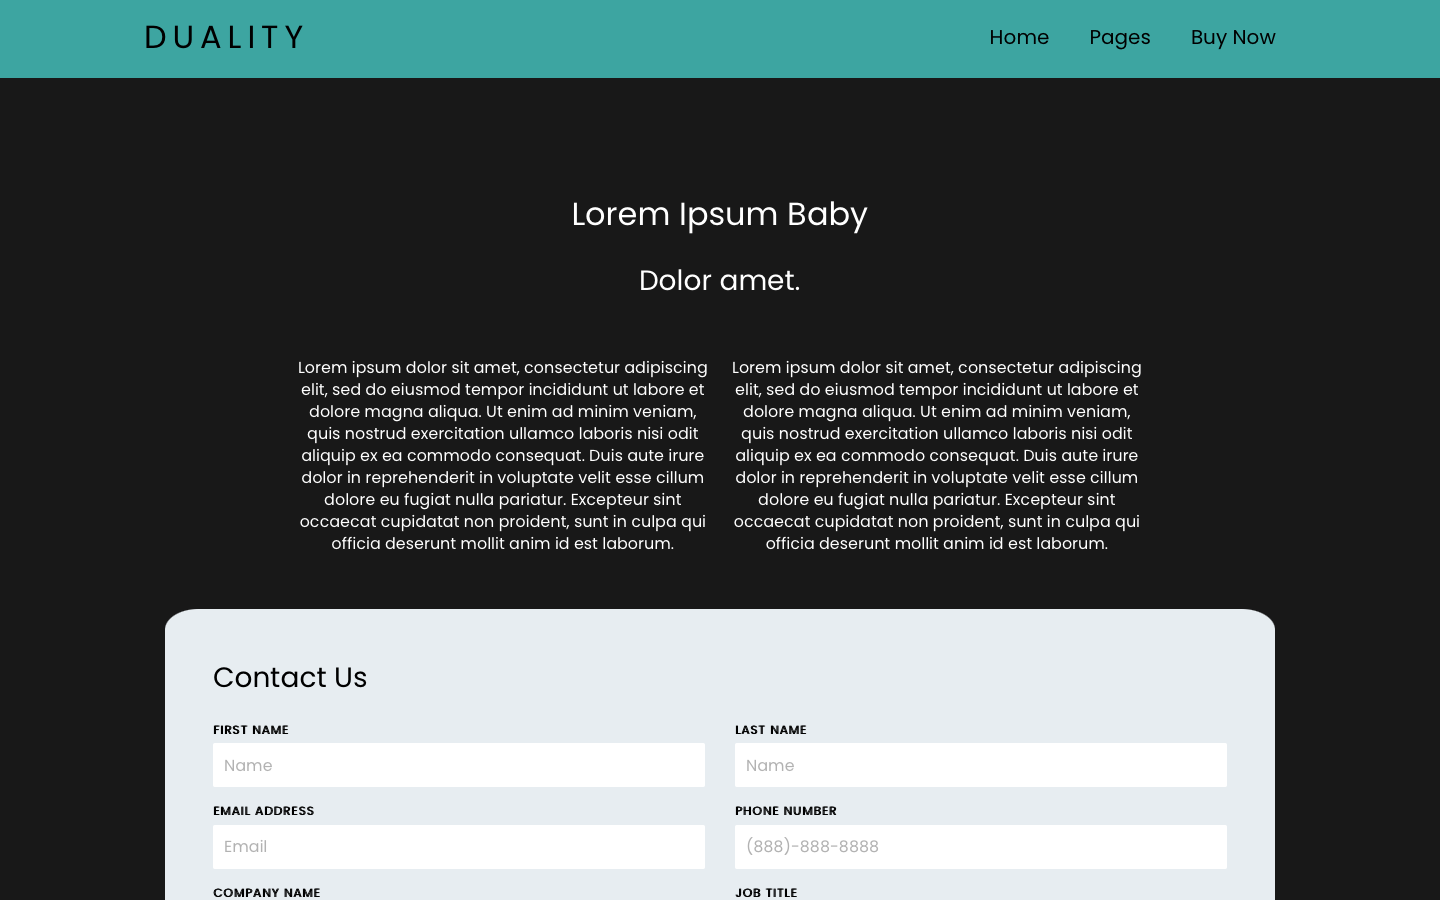 DUALITY
Home
Pages
Buy Now
Lorem Ipsum Baby
Dolor amet.
Lorem ipsum dolor sit amet, consectetur adipiscing
elit, sed do eiusmod tempor incididunt ut labore et
dolore magna aliqua. Ut enim ad minim veniam,
quis nostrud exercitation ullamco laboris nisi odit
aliquip ex ea commodo consequat. Duis aute irure
dolor in reprehenderit in voluptate velit esse cillum
dolore eu fugiat nulla pariatur. Excepteur sint
occaecat cupidatat non proident, sunt in culpa qui
officia deserunt mollit anim id est laborum.
Lorem ipsum dolor sit amet, consectetur adipiscing
elit, sed do eiusmod tempor incididunt ut labore et
dolore magna aliqua. Ut enim ad minim veniam,
quis nostrud exercitation ullamco laboris nisi odit
aliquip ex ea commodo consequat. Duis aute irure
dolor in reprehenderit in voluptate velit esse cillum
dolore eu fugiat nulla pariatur. Excepteur sint
occaecat cupidatat non proident, sunt in culpa qui
officia deserunt mollit anim id est laborum.
Contact Us
FIRST NAME
Name
LAST NAME
Name
EMAIL ADDRESS
Email
PHONE NUMBER
(888)-888-8888
COMPANY NAME
JOB TITLE